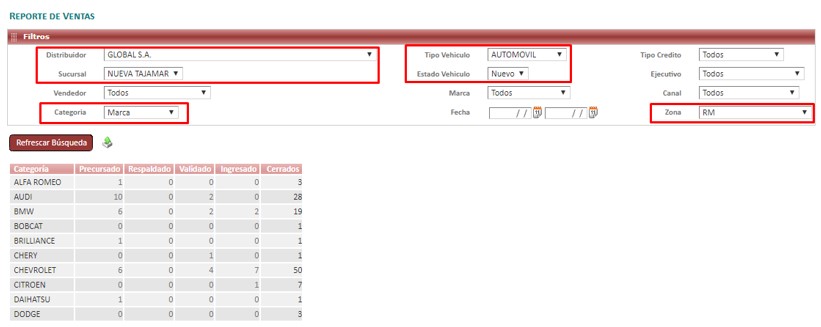 REPORTE DE VENTAS
Filtros
Distribuidor GLOBAL S.A. Tipo Vehiculo AUTOMOVIL Tipo Credito Todos
Sucursal NUEVA TAJAMAR Estado Vehiculo Nuevo Ejecutivo Todos
Vendedor Todos Marca Todos Canal Todos
Categoria Marca Fecha / / / / Zona RM
Refrescar Búsqueda
Categoría Precursado Respaldado Validado Ingresado Cerrados
ALFA ROMEO 1 0 0 0 3
AUDI 10 0 2 0 28
BMW 6 0 2 2 19
BOBCAT 0 0 0 0 1
BRILLIANCE 1 0 0 0 1
CHERY 0 0 1 0 1
CHEVROLET 6 0 4 7 50
CITROEN 0 0 0 1 7
DAIHATSU 1 0 0 0 1
DODGE 0 0 0 0 3